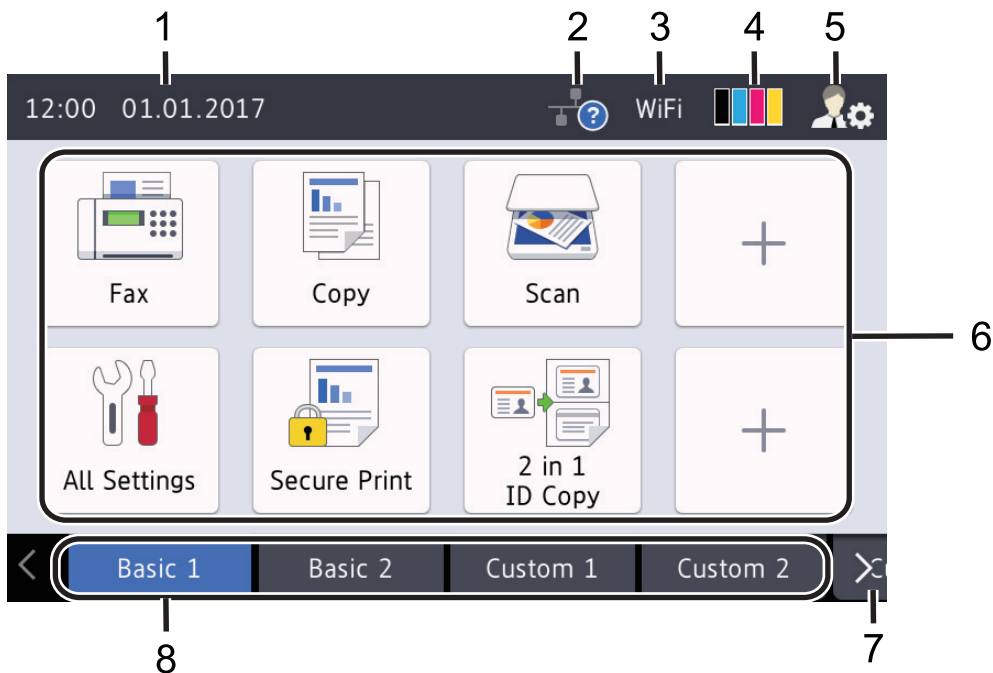 1 2 3 4 5
12:00 01.01.2017 ? WiFi
Fax Copy Scan +
6
All Settings Secure Print 2 in 1
ID Copy +
Basic 1 Basic 2 Custom 1 Custom 2
8 7